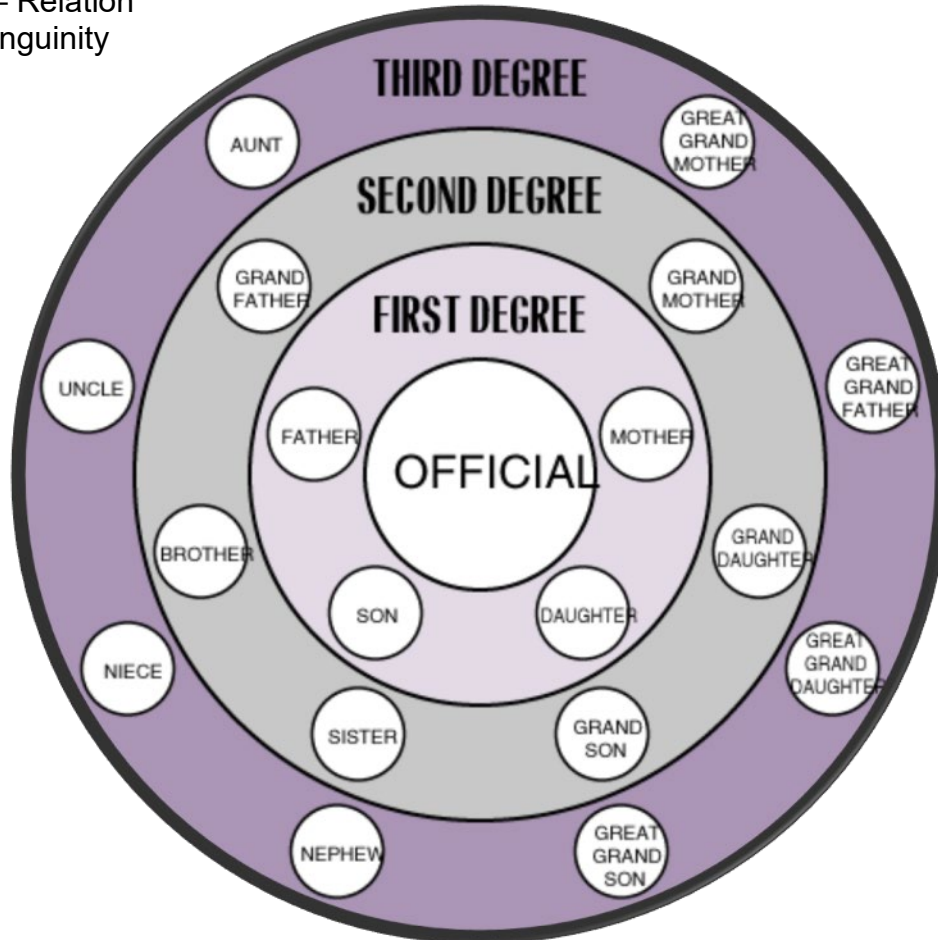 – Relation
nguinity
THIRD DEGREE
AUNT
GREAT
GRAND
MOTHER
SECOND DEGREE
GRAND
FATHER
GRAND
MOTHER
FIRST DEGREE
UNCLE
GREAT
GRAND
FATHER
FATHER
MOTHER
OFFICIAL
BROTHER
GRAND
DAUGHTER
SON
DAUGHTER
NIECE
GREAT
GRAND
DAUGHTER
SISTER
GRAND
SON
NEPHEW
GREAT
GRAND
SON